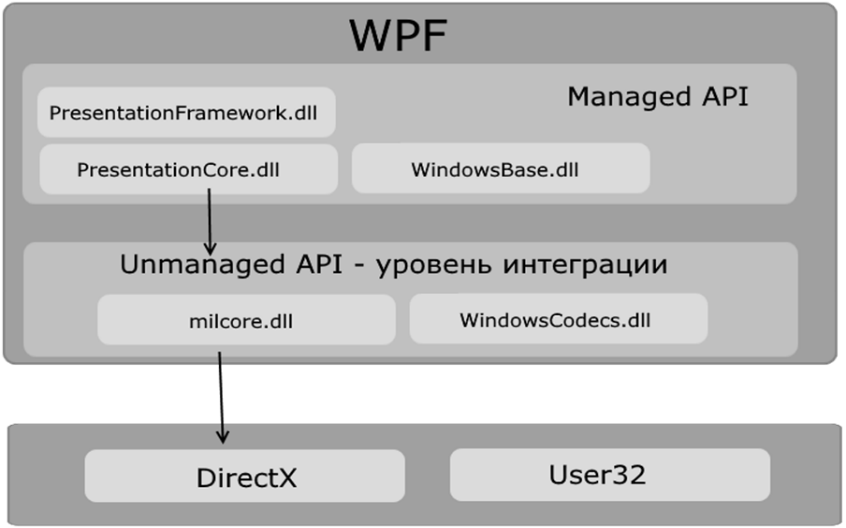 WPF
Managed API
PresentationFramework.dll
PresentationCore.dll
WindowsBase.dll
Unmanaged API - уровень интеграции
milcore.dll
WindowsCodecs.dll
DirectX
User32